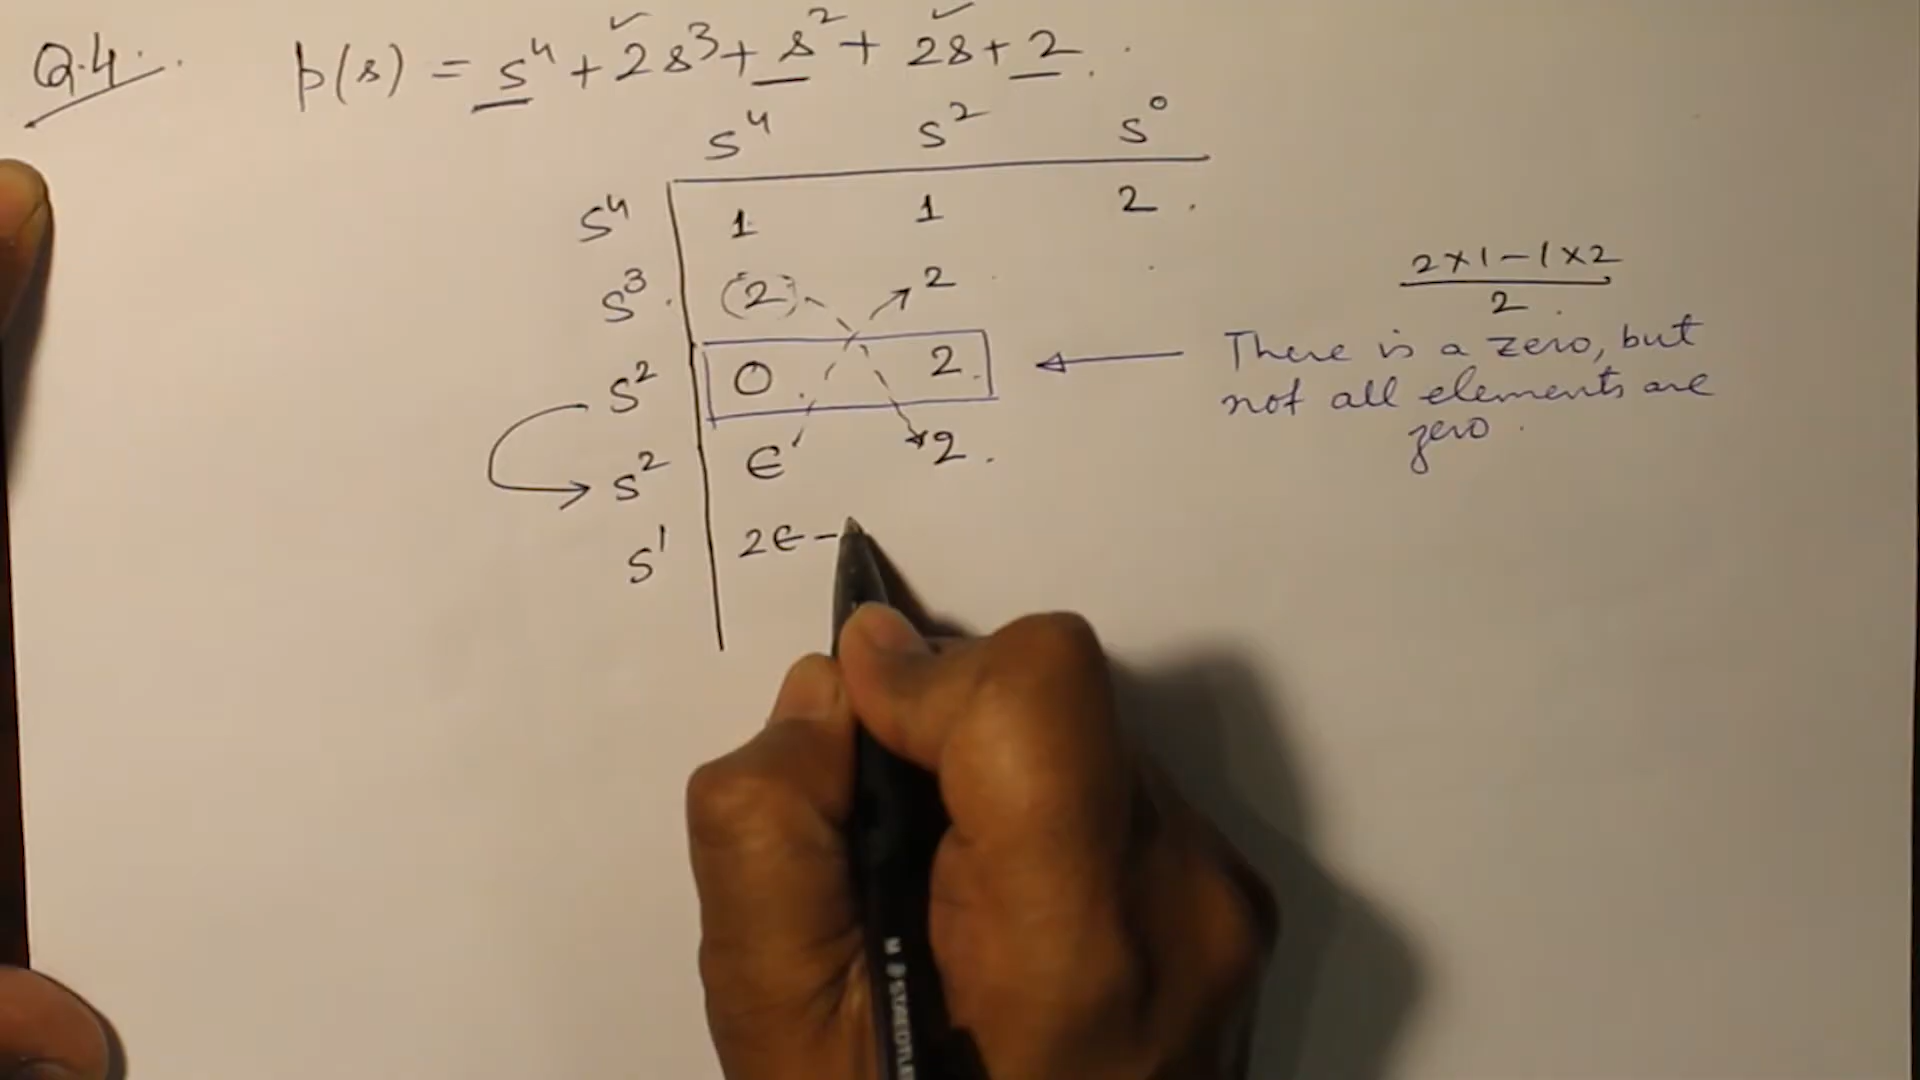 Q.4. p(s) = s⁴ + 2s³ + s² + 2s + 2.
s⁴ s² s⁰
s⁴ 1 1 2.
s³ (2) 2
2×1-1×2
2
s² 0 2
There is a zero, but
not all elements are
zero.
s² ϵ 2.
s¹ 2ϵ -
M STAEDTLE